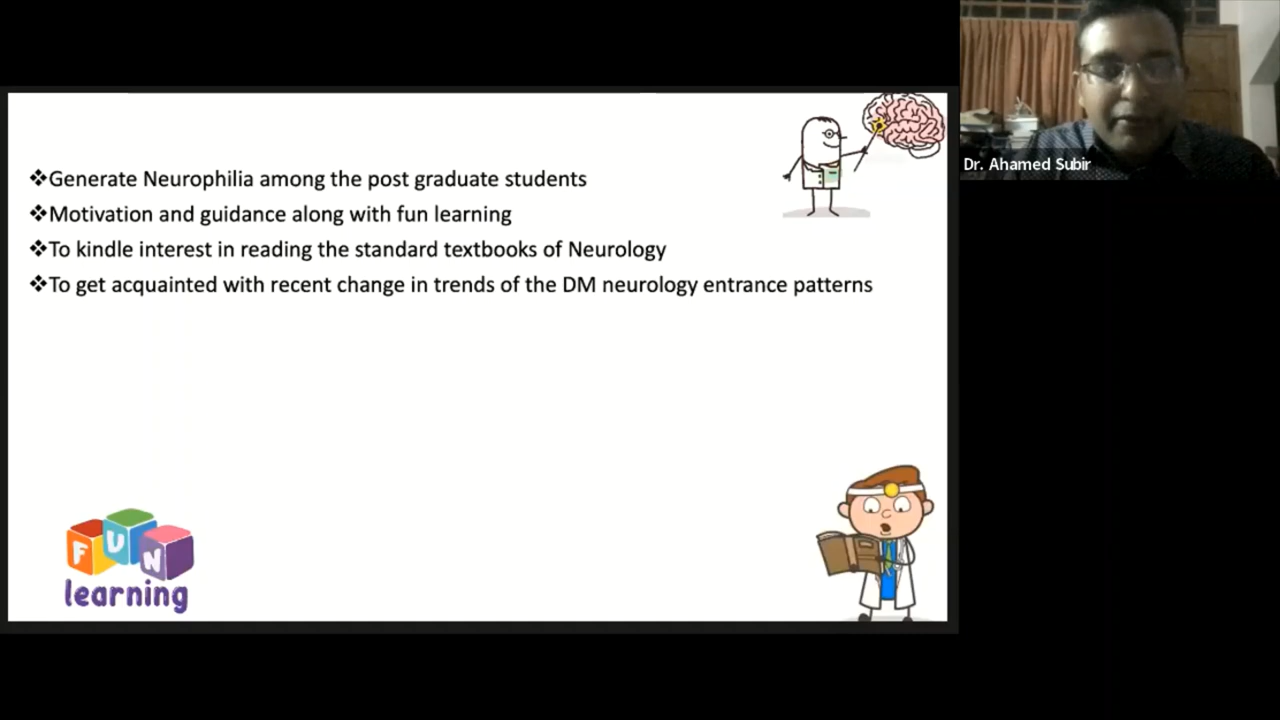 ❖Generate Neurophilia among the post graduate students
❖Motivation and guidance along with fun learning
❖To kindle interest in reading the standard textbooks of Neurology
❖To get acquainted with recent change in trends of the DM neurology entrance patterns
FUN
learning
Dr. Ahamed Subir